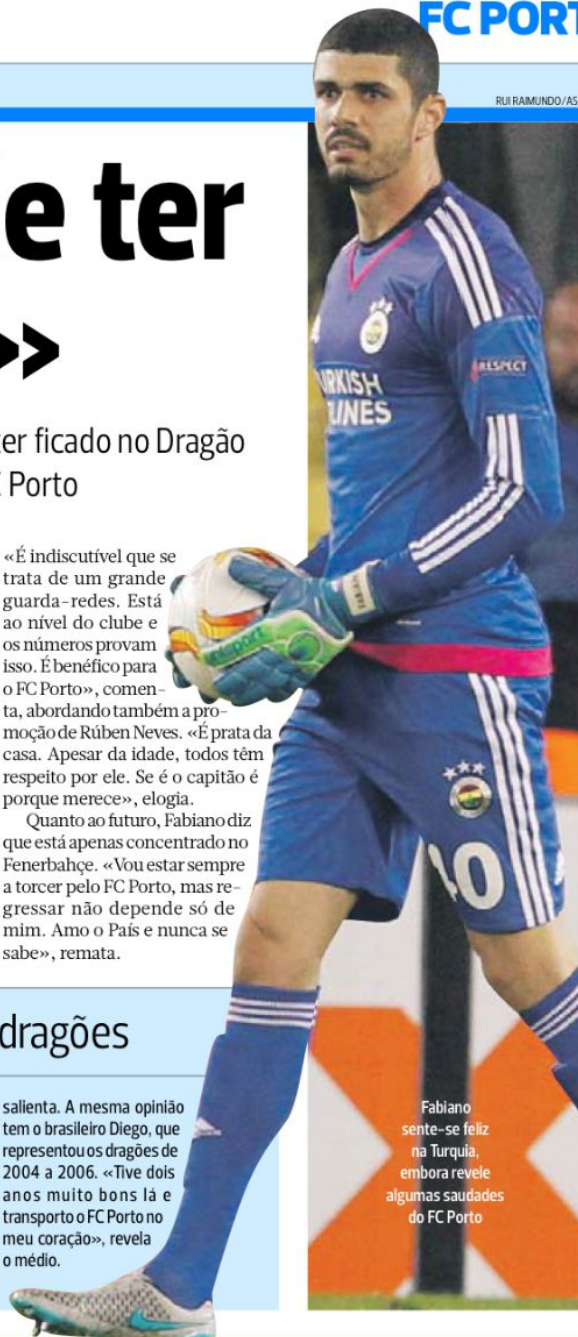 FC PORT
RUI RAIMUNDO/AS
e ter
»
er ficado no Dragão
C Porto
«É indiscutível que se
trata de um grande
guarda-redes. Está
ao nível do clube e
os números provam
isso. É benéfico para
o FC Porto», comen-
ta, abordando também a pro-
moção de Rúben Neves. «É prata da
casa. Apesar da idade, todos têm
respeito por ele. Se é o capitão é
porque merece», elogia.
Quanto ao futuro, Fabiano diz
que está apenas concentrado no
Fenerbahçe. «Vou estar sempre
a torcer pelo FC Porto, mas re-
gressar não depende só de
mim. Amo o País e nunca se
sabe», remata.
RESPECT
URKISH
LINES
40
dragões
salienta. A mesma opinião
tem o brasileiro Diego, que
representou os dragões de
2004 a 2006. «Tive dois
anos muito bons lá e
transporto o FC Porto no
meu coração», revela
o médio.
Fabiano
sente-se feliz
na Turquia,
embora revele
algumas saudades
do FC Porto